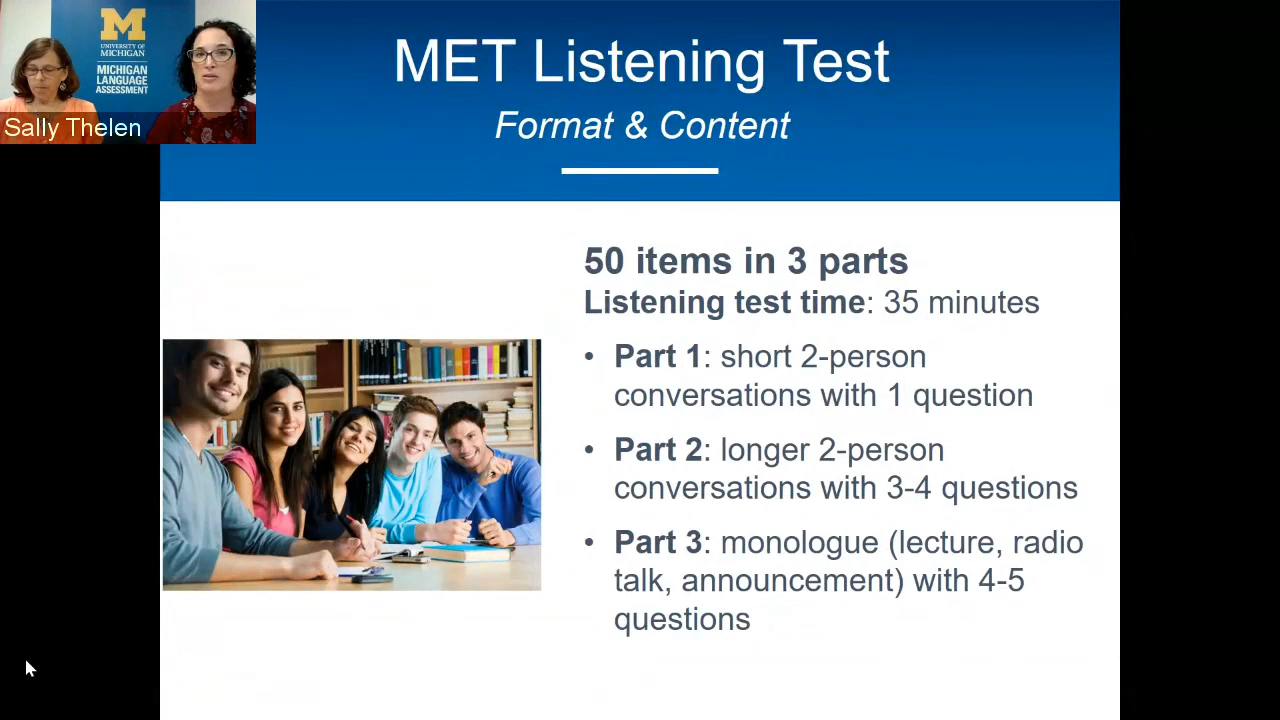 M
UNIVERSITY OF
MICHIGAN
MICHIGAN
LANGUAGE
ASSESSMENT
Sally Thelen
MET Listening Test
Format & Content
50 items in 3 parts
Listening test time: 35 minutes
• Part 1: short 2-person
conversations with 1 question
• Part 2: longer 2-person
conversations with 3-4 questions
• Part 3: monologue (lecture, radio
talk, announcement) with 4-5
questions